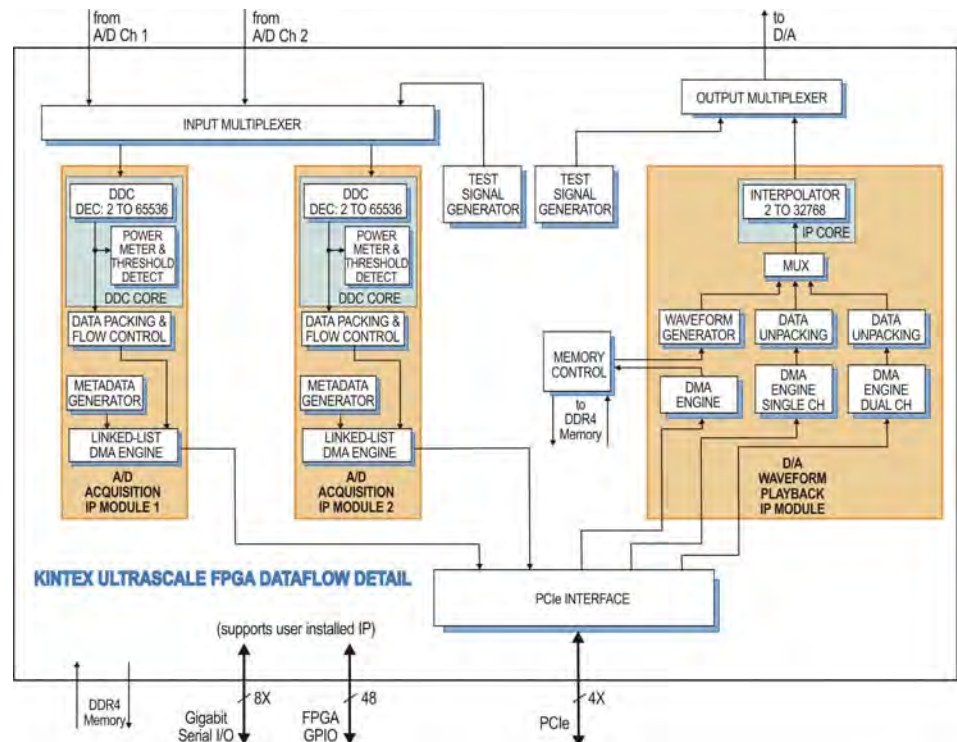 from
A/D Ch 1
from
A/D Ch 2
to
D/A
INPUT MULTIPLEXER
OUTPUT MULTIPLEXER
TEST
SIGNAL
GENERATOR
TEST
SIGNAL
GENERATOR
DDC
DEC: 2 TO 65536
POWER
METER &
THRESHOLD
DETECT
DDC CORE
DATA PACKING &
FLOW CONTROL
METADATA
GENERATOR
LINKED-LIST
DMA ENGINE
A/D
ACQUISITION
IP MODULE 1
DDC
DEC: 2 TO 65536
POWER
METER &
THRESHOLD
DETECT
DDC CORE
DATA PACKING &
FLOW CONTROL
METADATA
GENERATOR
LINKED-LIST
DMA ENGINE
A/D
ACQUISITION
IP MODULE 2
INTERPOLATOR
2 TO 32768
IP CORE
MUX
WAVEFORM
GENERATOR
DATA
UNPACKING
DATA
UNPACKING
MEMORY
CONTROL
to
DDR4
Memory
DMA
ENGINE
DMA
ENGINE
SINGLE CH
DMA
ENGINE
DUAL CH
D/A
WAVEFORM
PLAYBACK
IP MODULE
KINTEX ULTRASCALE FPGA DATAFLOW DETAIL
PCIe INTERFACE
(supports user installed IP)
DDR4
Memory
8X
Gigabit
Serial I/O
48
FPGA
GPIO
4X
PCIe